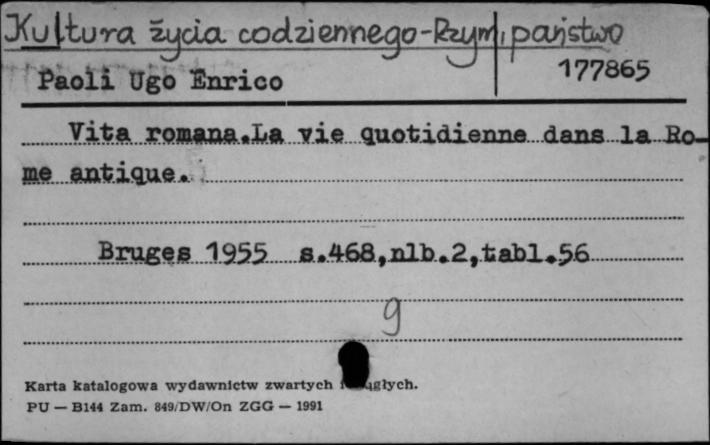 Kultura życia codziennego-Rzym, państwo
Paoli Ugo Enrico 177865
Vita romana.La vie quotidienne dans la Ro-
me antique.
Bruges 1955 s.468,nlb.2,tabl.56
g
Karta katalogowa wydawnictw zwartych i
PU — B144 Zam. 849/DW/On ZGG — 1991